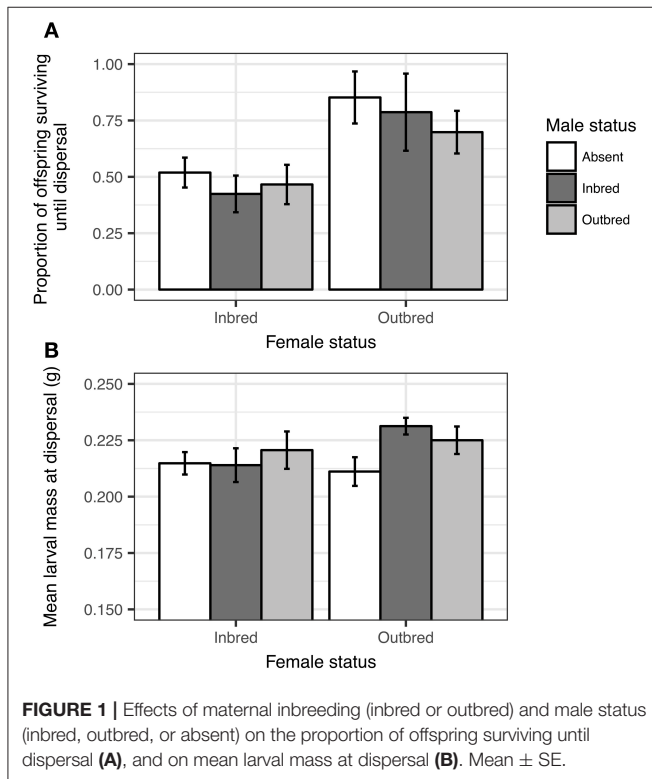 A
1.00
0.75
0.50
0.25
0.00
Proportion of offspring surviving
until dispersal
Inbred Outbred
Female status
Male status
Absent
Inbred
Outbred
B
0.250
0.225
0.200
0.175
0.150
Mean larval mass at dispersal (g)
Inbred Outbred
Female status
FIGURE 1 | Effects of maternal inbreeding (inbred or outbred) and male status
(inbred, outbred, or absent) on the proportion of offspring surviving until
dispersal (A), and on mean larval mass at dispersal (B). Mean ± SE.